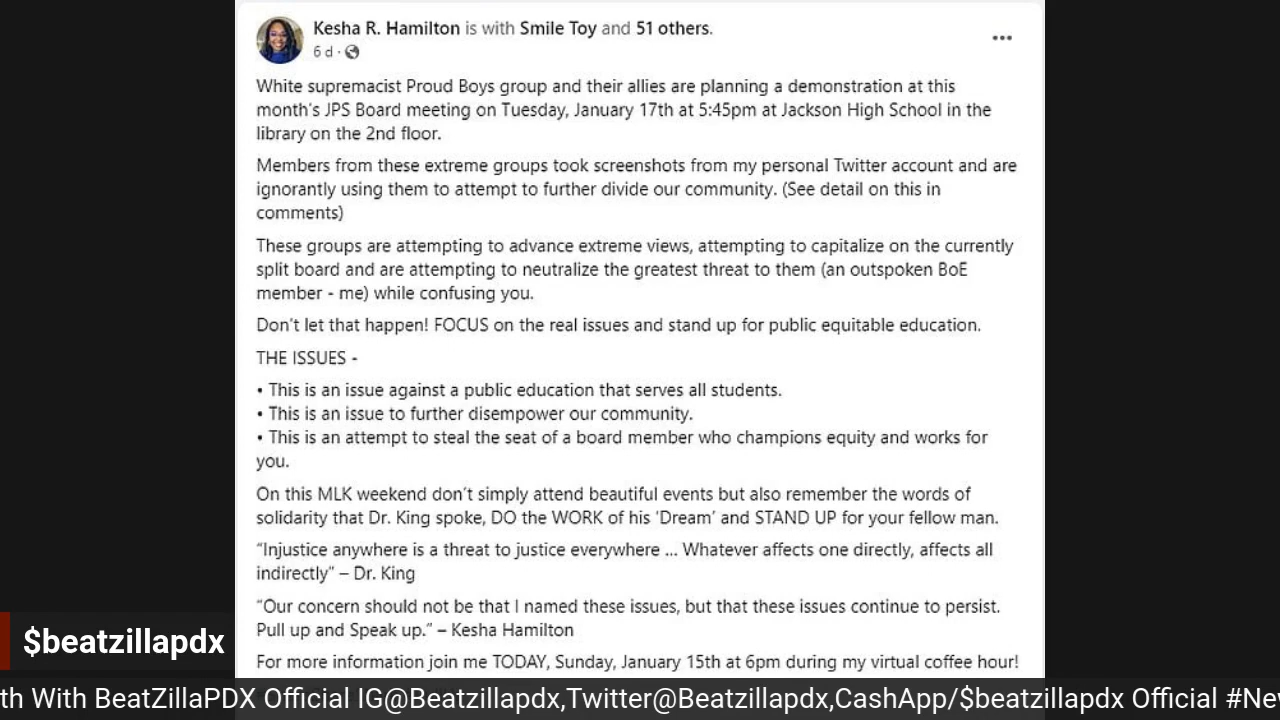 Kesha R. Hamilton is with Smile Toy and 51 others.
6 d ·
White supremacist Proud Boys group and their allies are planning a demonstration at this
month's JPS Board meeting on Tuesday, January 17th at 5:45pm at Jackson High School in the
library on the 2nd floor.
Members from these extreme groups took screenshots from my personal Twitter account and are
ignorantly using them to attempt to further divide our community. (See detail on this in
comments)
These groups are attempting to advance extreme views, attempting to capitalize on the currently
split board and are attempting to neutralize the greatest threat to them (an outspoken BoE
member - me) while confusing you.
Don't let that happen! FOCUS on the real issues and stand up for public equitable education.
THE ISSUES -
• This is an issue against a public education that serves all students.
• This is an issue to further disempower our community.
• This is an attempt to steal the seat of a board member who champions equity and works for
you.
On this MLK weekend don't simply attend beautiful events but also remember the words of
solidarity that Dr. King spoke, DO the WORK of his 'Dream' and STAND UP for your fellow man.
"Injustice anywhere is a threat to justice everywhere ... Whatever affects one directly, affects all
indirectly" – Dr. King
"Our concern should not be that I named these issues, but that these issues continue to persist.
Pull up and Speak up." – Kesha Hamilton
For more information join me TODAY, Sunday, January 15th at 6pm during my virtual coffee hour!
$beatzillapdx
th With BeatZillaPDX Official IG@Beatzillapdx,Twitter@Beatzillapdx,CashApp/$beatzillapdx Official #Ne